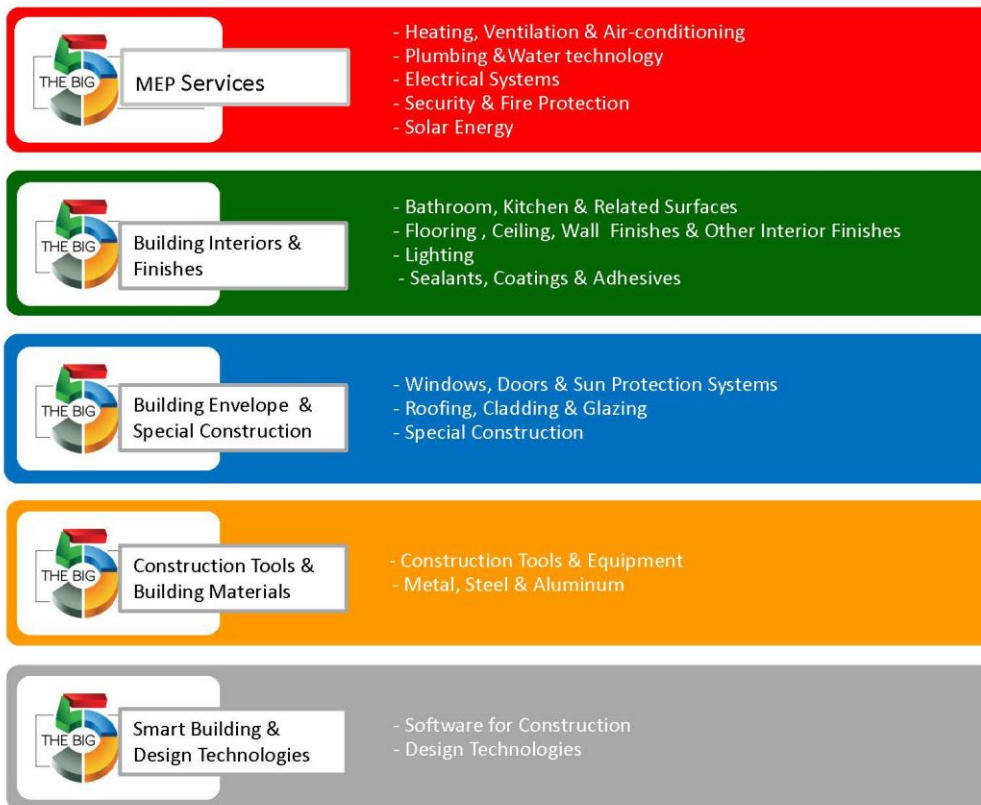 THE BIG 5
MEP Services
- Heating, Ventilation & Air-conditioning
- Plumbing &Water technology
- Electrical Systems
- Security & Fire Protection
- Solar Energy
THE BIG 5
Building Interiors &
Finishes
- Bathroom, Kitchen & Related Surfaces
- Flooring , Ceiling, Wall  Finishes & Other Interior Finishes
- Lighting
- Sealants, Coatings & Adhesives
THE BIG 5
Building Envelope  &
Special Construction
- Windows, Doors & Sun Protection Systems
- Roofing, Cladding & Glazing
- Special Construction
THE BIG 5
Construction Tools &
Building Materials
- Construction Tools & Equipment
- Metal, Steel & Aluminum
THE BIG 5
Smart Building &
Design Technologies
- Software for Construction
- Design Technologies